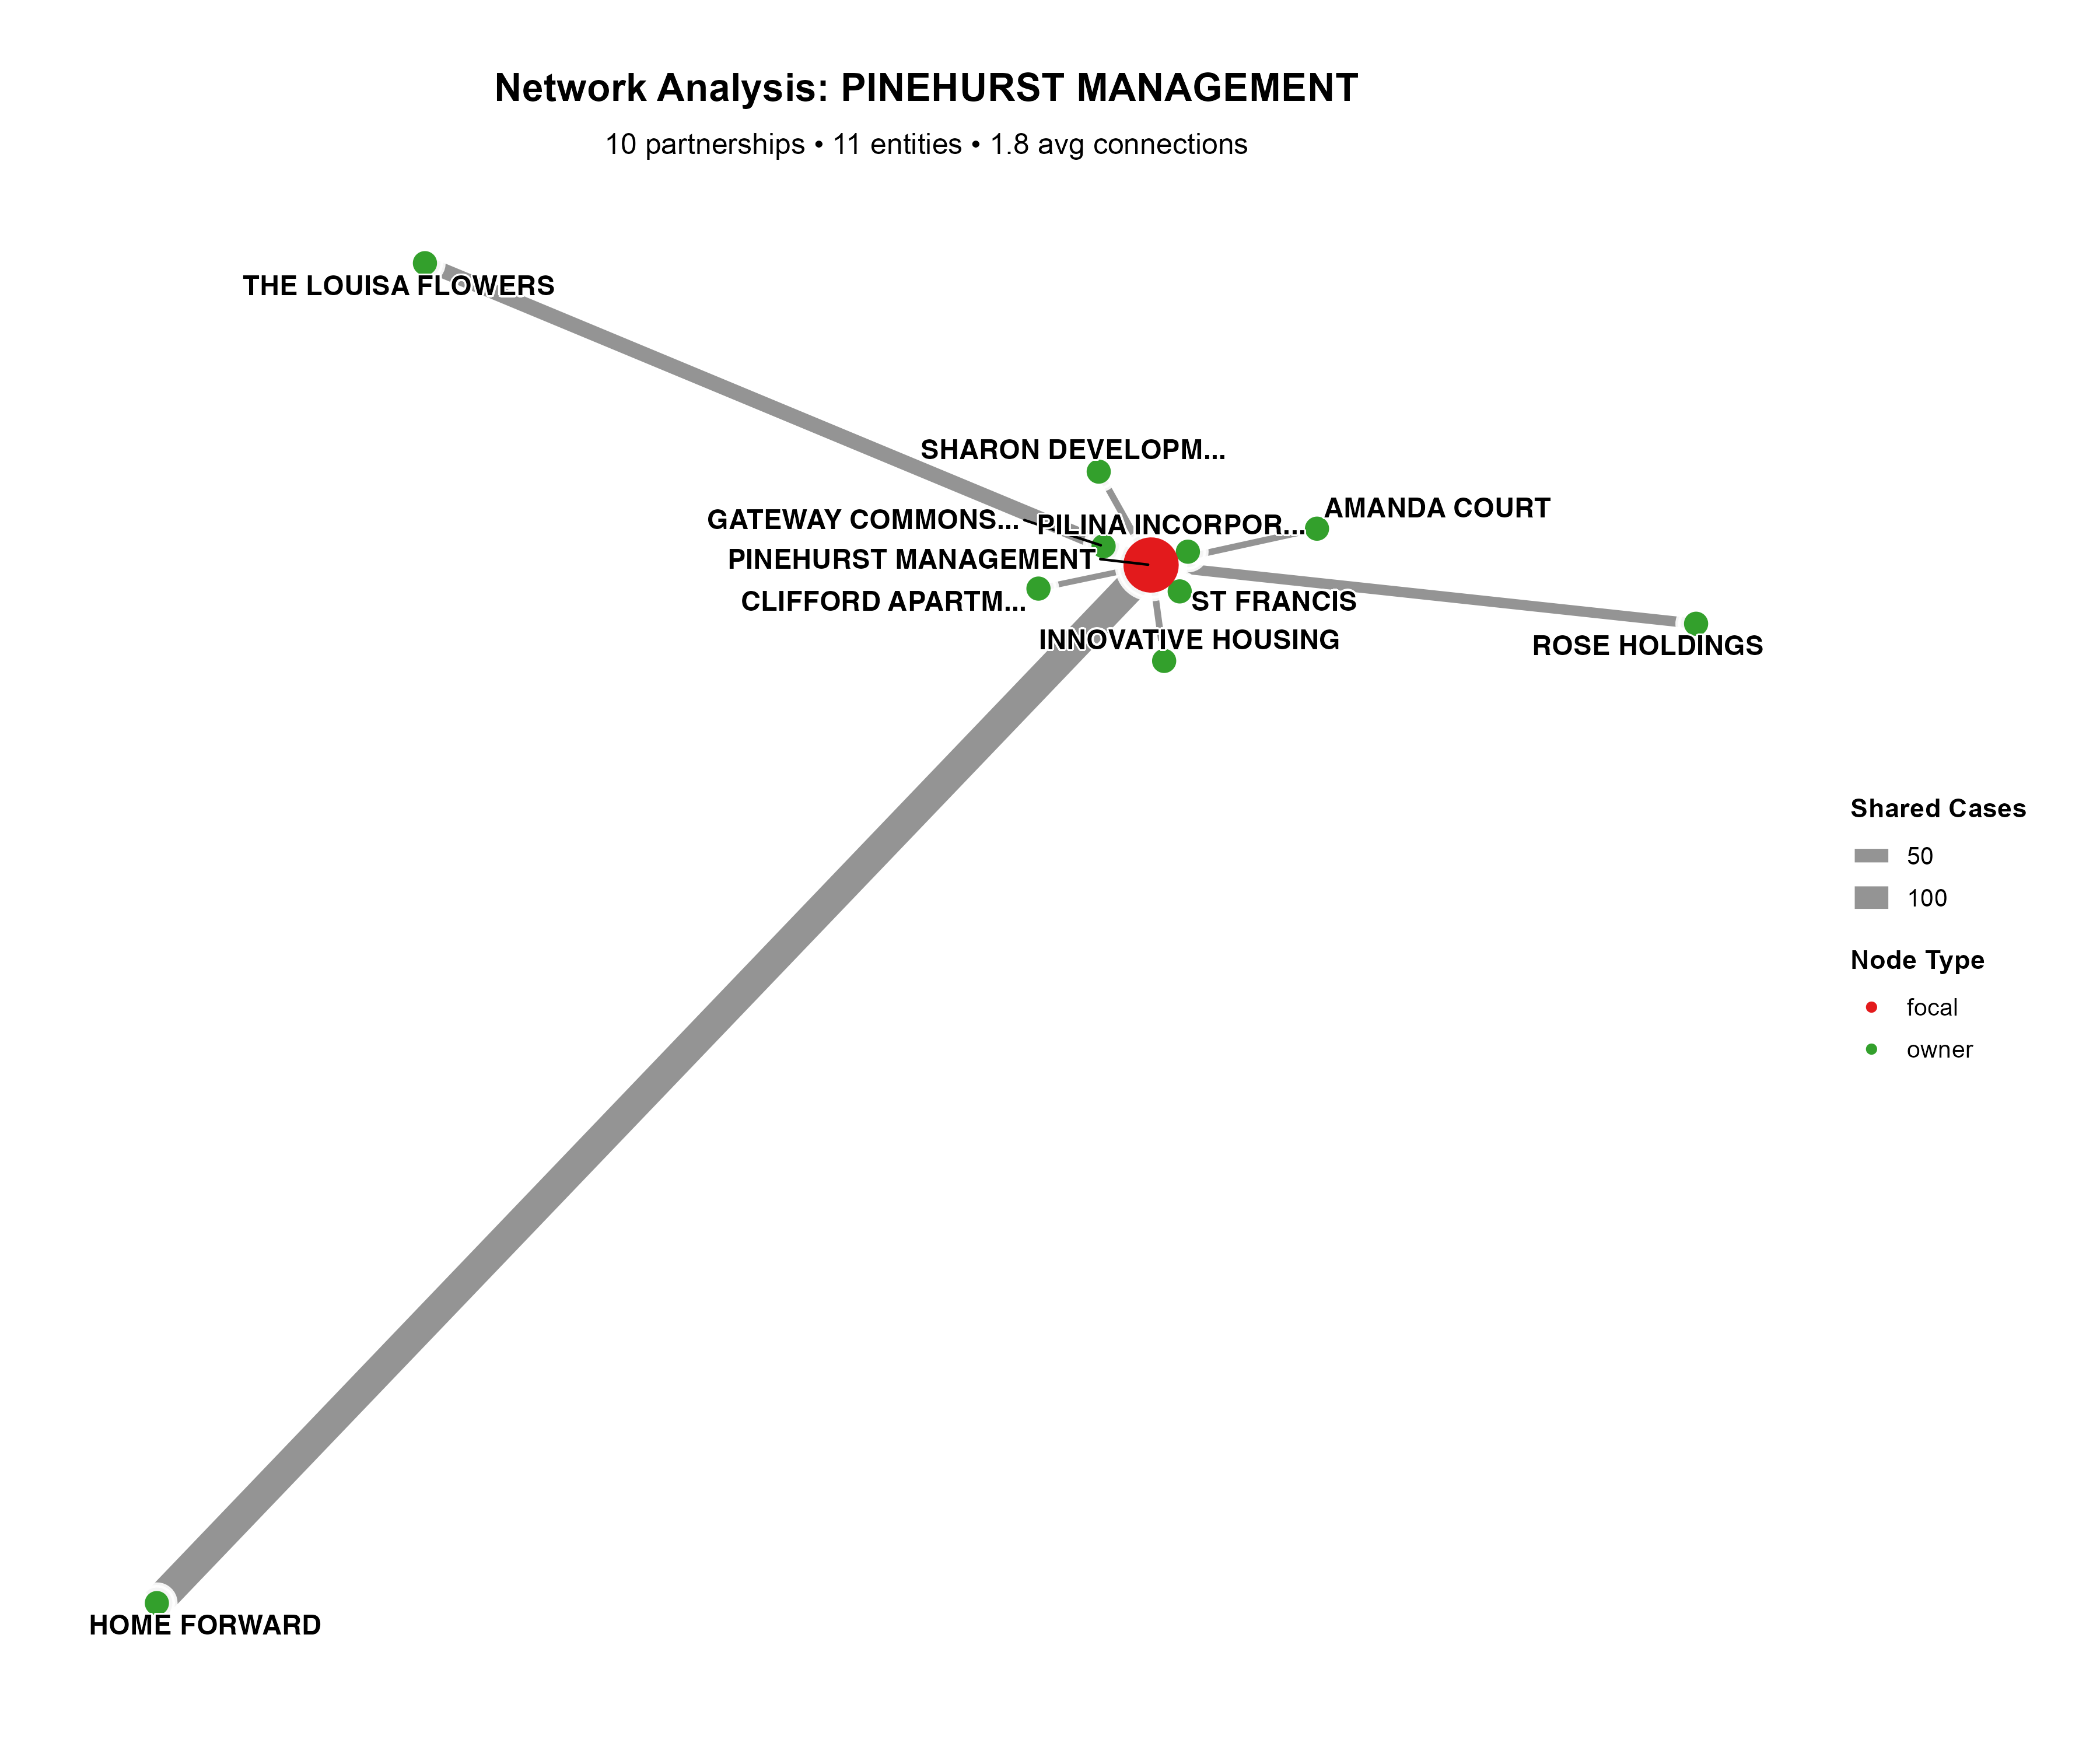 Network Analysis: PINEHURST MANAGEMENT
10 partnerships • 11 entities • 1.8 avg connections
THE LOUISA FLOWERS
SHARON DEVELOPM...
AMANDA COURT
GATEWAY COMMONS...
PILINA INCORPOR...
PINEHURST MANAGEMENT
CLIFFORD APARTM...
ST FRANCIS
INNOVATIVE HOUSING
ROSE HOLDINGS
Shared Cases
50
100
Node Type
focal
owner
HOME FORWARD